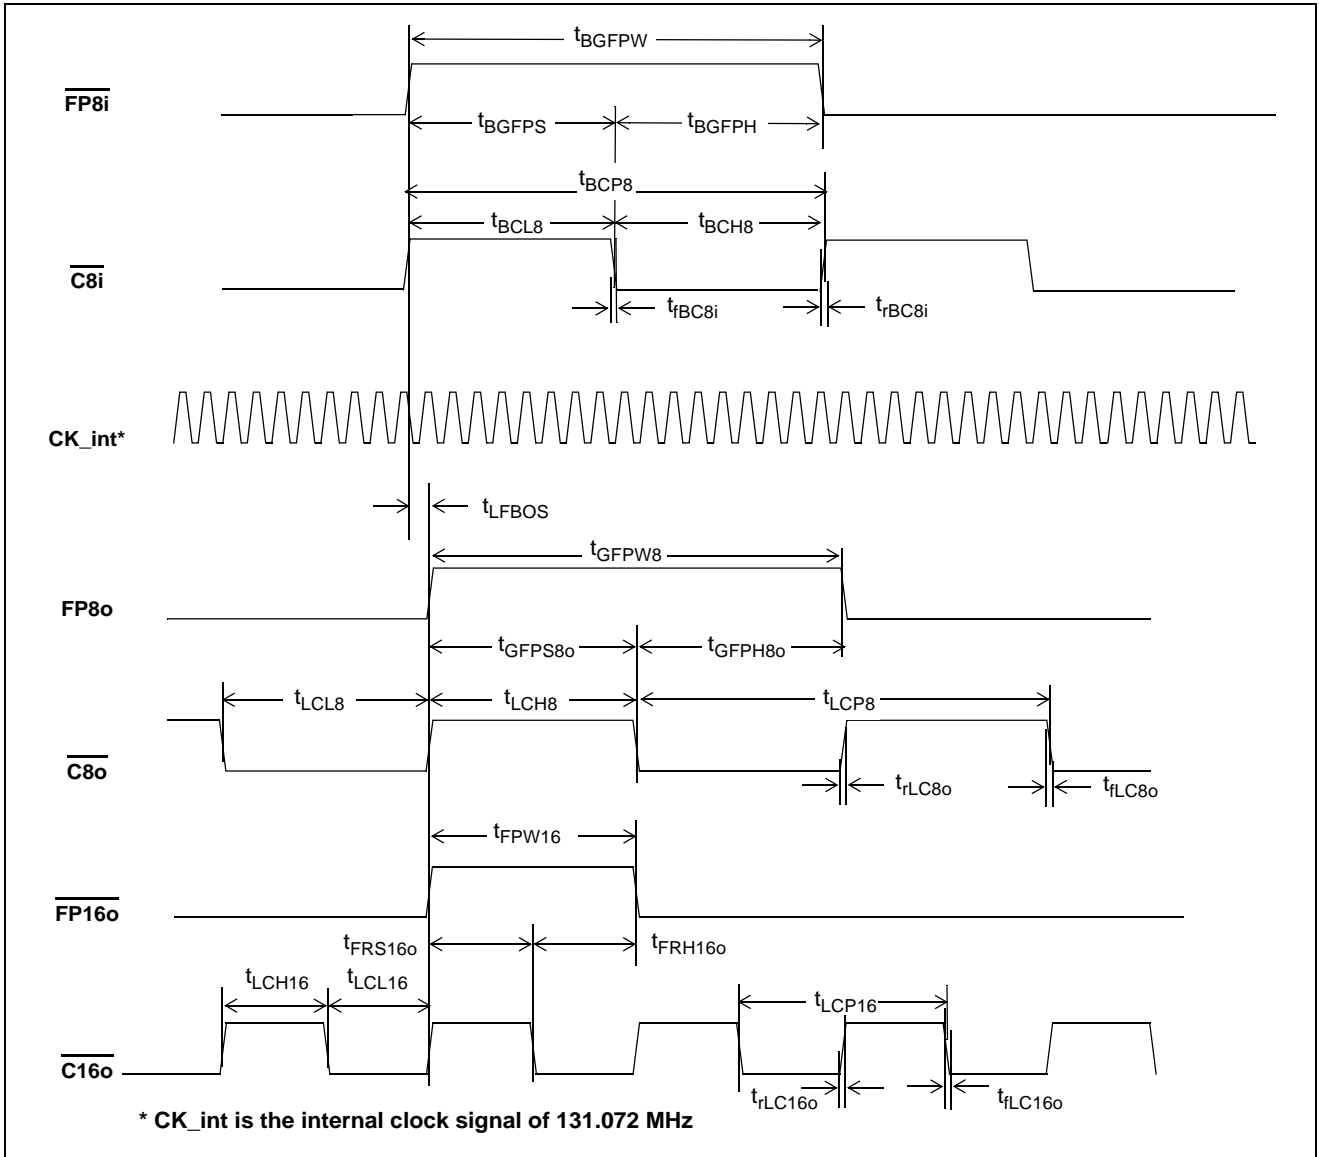 tBGFPW
FP8i
tBGFPS tBGFPH
tBCP8
tBCL8 tBCH8
C8i
tfBC8i trBC8i
CK_int*
tLFBOS
tGFPW8
FP8o
tGFPS8o tGFPH8o
tLCL8 tLCH8 tLCP8
C8o
trLC8o tfLC8o
tFPW16
FP16o
tFRS16o tFRH16o
tLCH16 tLCL16 tLCP16
C16o
trLC16o tfLC16o
* CK_int is the internal clock signal of 131.072 MHz